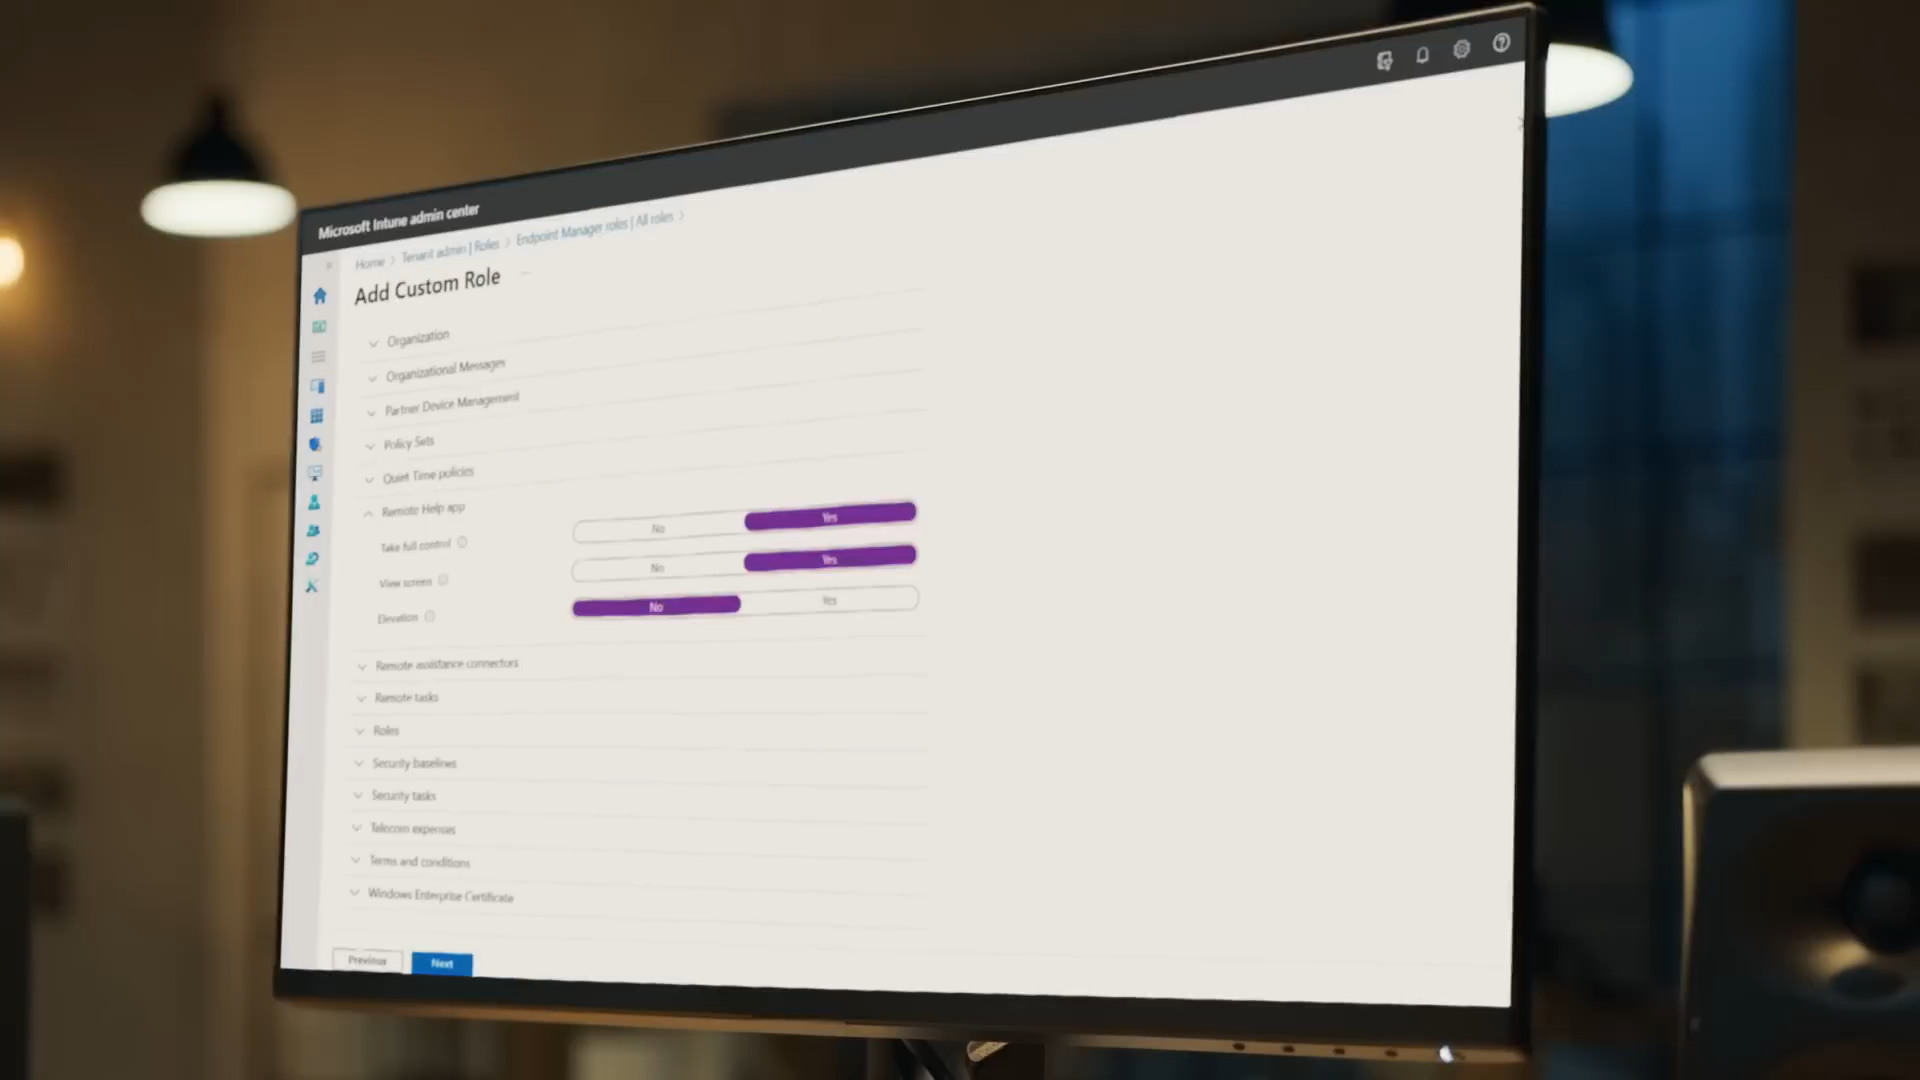 Microsoft Intune admin center
Home > Tenant admin | Roles > Endpoint Manager roles | All roles >
Add Custom Role
Organization
Organizational Messages
Partner Device Management
Policy Sets
Quiet Time policies
Remote Help app
No Yes
Take full control
No Yes
View screen
No Yes
Elevation
Remote assistance connectors
Remote tasks
Roles
Security baselines
Security tasks
Telecom expenses
Terms and conditions
Windows Enterprise Certificate
Previous Next